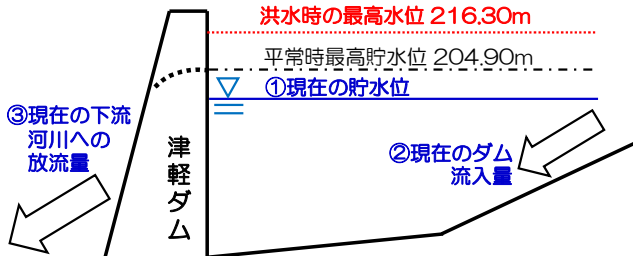 洪水時の最高水位 216.30m
平常時最高貯水位 204.90m
①現在の貯水位
③現在の下流
河川への
放流量
津軽ダム
②現在のダム
流入量